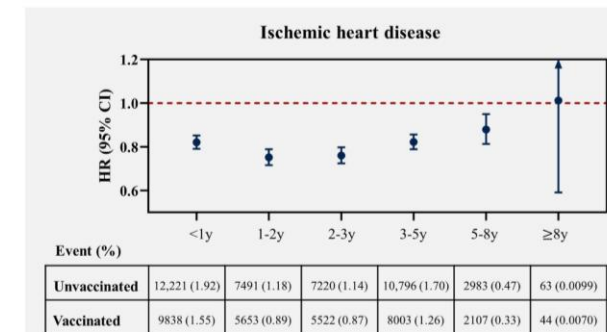 Ischemic heart disease
HR (95% CI)
1.2
1.0
0.8
0.6
<1y 1-2y 2-3y 3-5y 5-8y ≥8y
Event (%)
Unvaccinated 12,221 (1.92) 7491 (1.18) 7220 (1.14) 10,796 (1.70) 2983 (0.47) 63 (0.0099)
Vaccinated 9838 (1.55) 5653 (0.89) 5522 (0.87) 8003 (1.26) 2107 (0.33) 44 (0.0070)